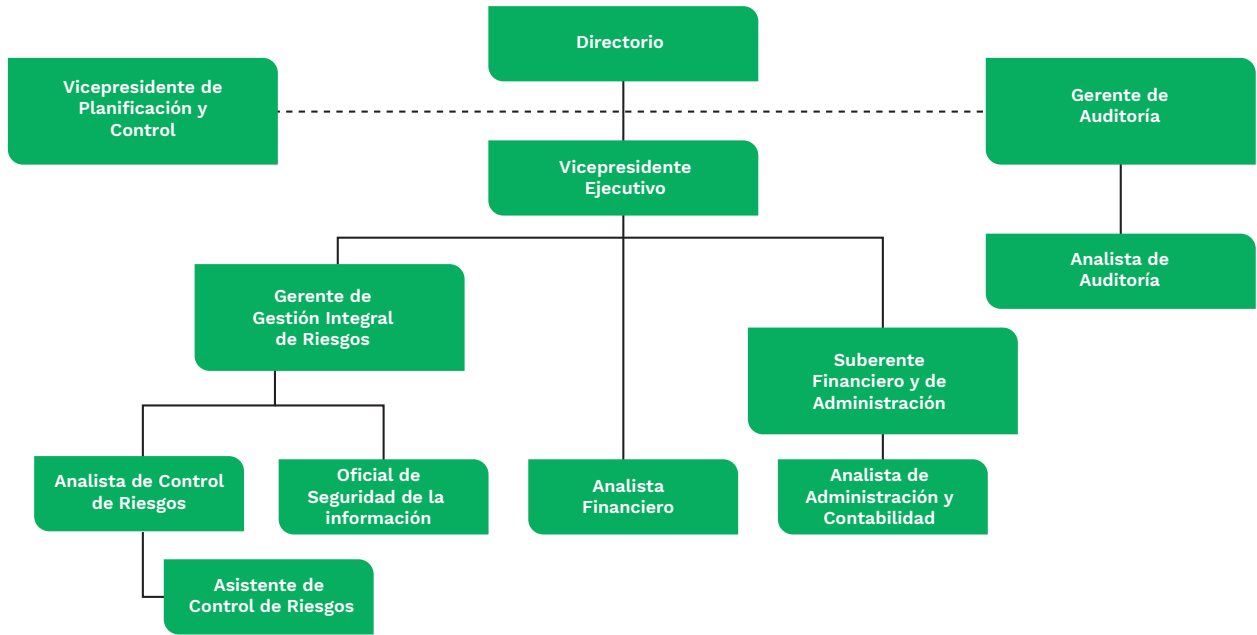 Directorio
Vicepresidente de
Planificación y
Control
Gerente de
Auditoría
Vicepresidente
Ejecutivo
Analista de
Auditoría
Gerente de
Gestión Integral
de Riesgos
Suberente
Financiero y de
Administración
Analista de Control
de Riesgos
Oficial de
Seguridad de la
información
Analista
Financiero
Analista de
Administración y
Contabilidad
Asistente de
Control de Riesgos